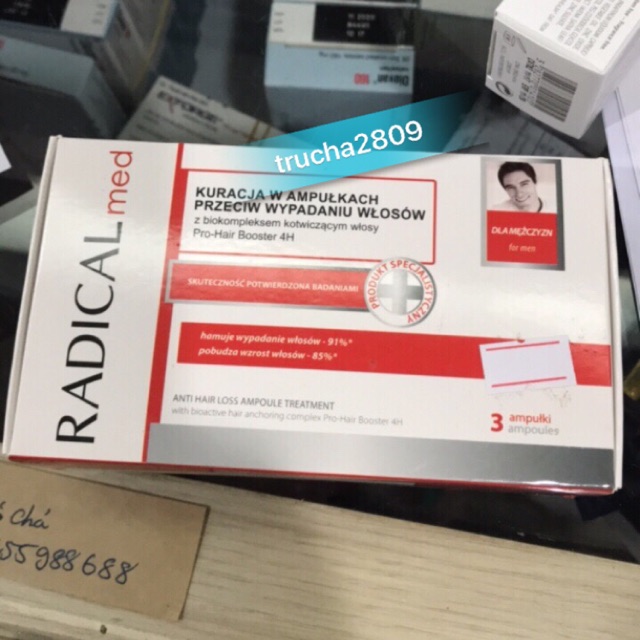 trucha2809
RADICAL med
KURACJA W AMPUŁKACH
PRZECIW WYPADANIU WŁOSÓW
z biokompleksem kotwiczącym włosy
Pro-Hair Booster 4H
DLA MĘŻCZYZN
for men
SKUTECZNOŚĆ POTWIERDZONA BADANIAMI
PRODUKT SPECJALISTYCZNY
hamuje wypadanie włosów - 91%*
pobudza wzrost włosów - 85%*
ANTI HAIR LOSS AMPOULE TREATMENT
with bioactive hair anchoring complex Pro-Hair Booster 4H
3 ampułki
ampoules
Chá
55988688